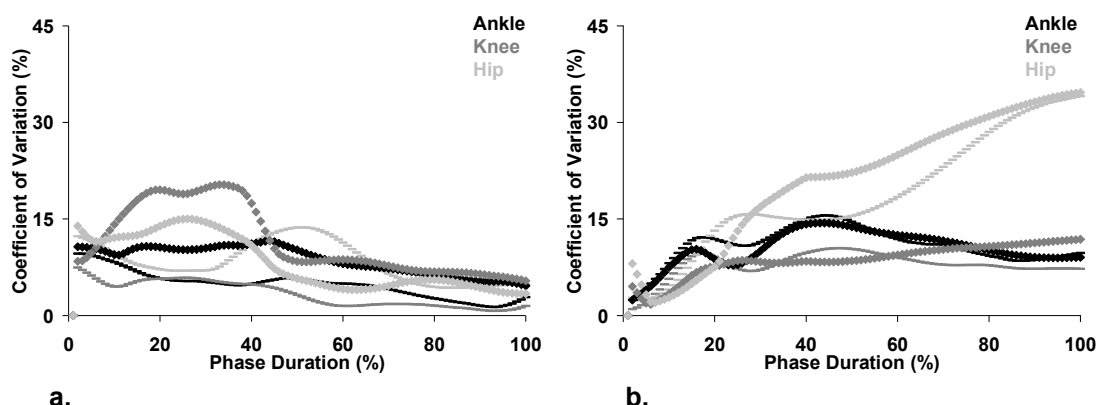 45
30
15
0
Coefficient of Variation (%)
Ankle
Knee
Hip
0 20 40 60 80 100
Phase Duration (%)
a.
45
30
15
0
Coefficient of Variation (%)
Ankle
Knee
Hip
0 20 40 60 80 100
Phase Duration (%)
b.